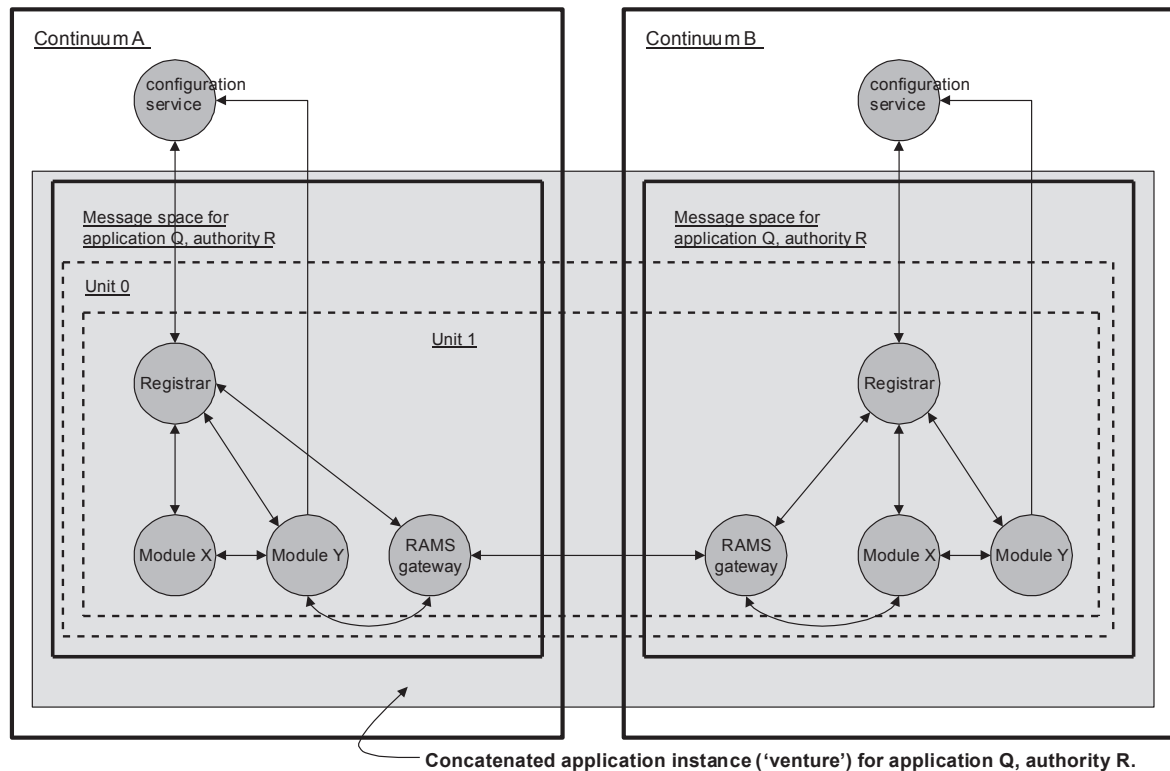 Continuum A
configuration
service
Message space for
application Q, authority R
Unit 0
Unit 1
Registrar
Module X
Module Y
RAMS
gateway
Continuum B
configuration
service
Message space for
application Q, authority R
Registrar
RAMS
gateway
Module X
Module Y
Concatenated application instance (‘venture’) for application Q, authority R.